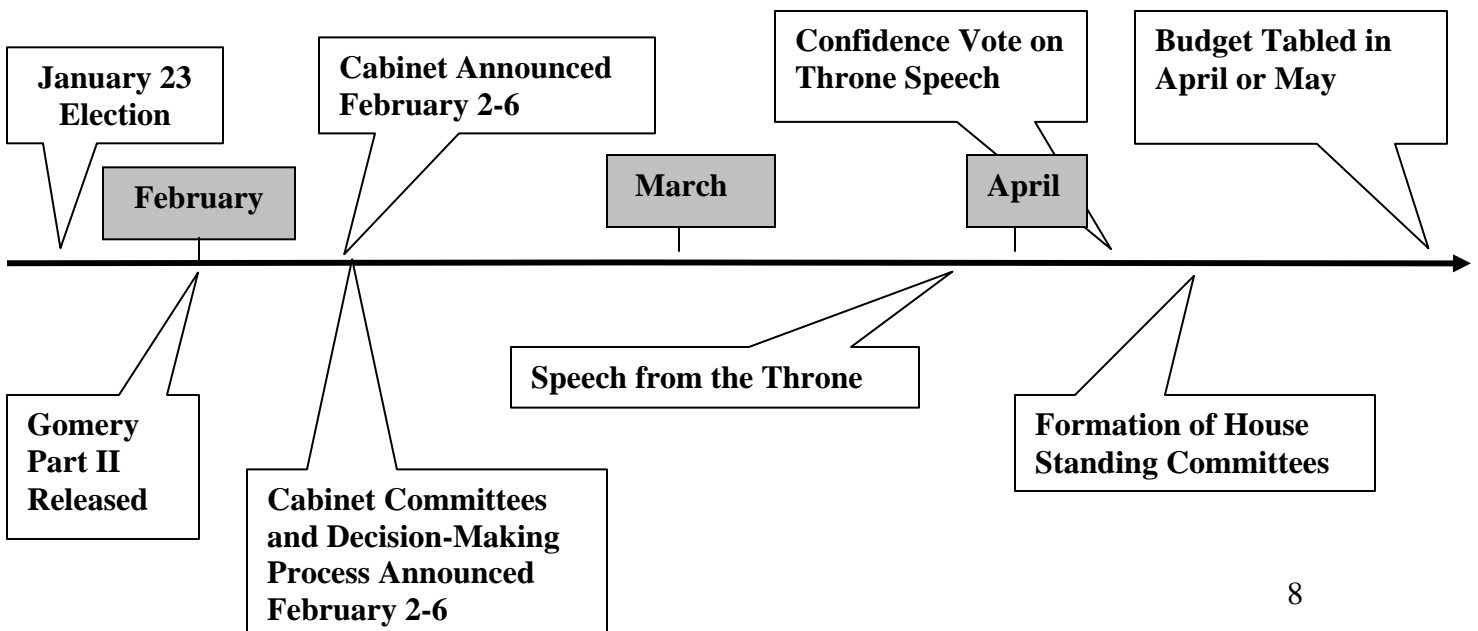 January 23
Election
Cabinet Announced
February 2-6
Confidence Vote on
Throne Speech
Budget Tabled in
April or May
February
March
April
Gomery
Part II
Released
Cabinet Committees
and Decision-Making
Process Announced
February 2-6
Speech from the Throne
Formation of House
Standing Committees
8